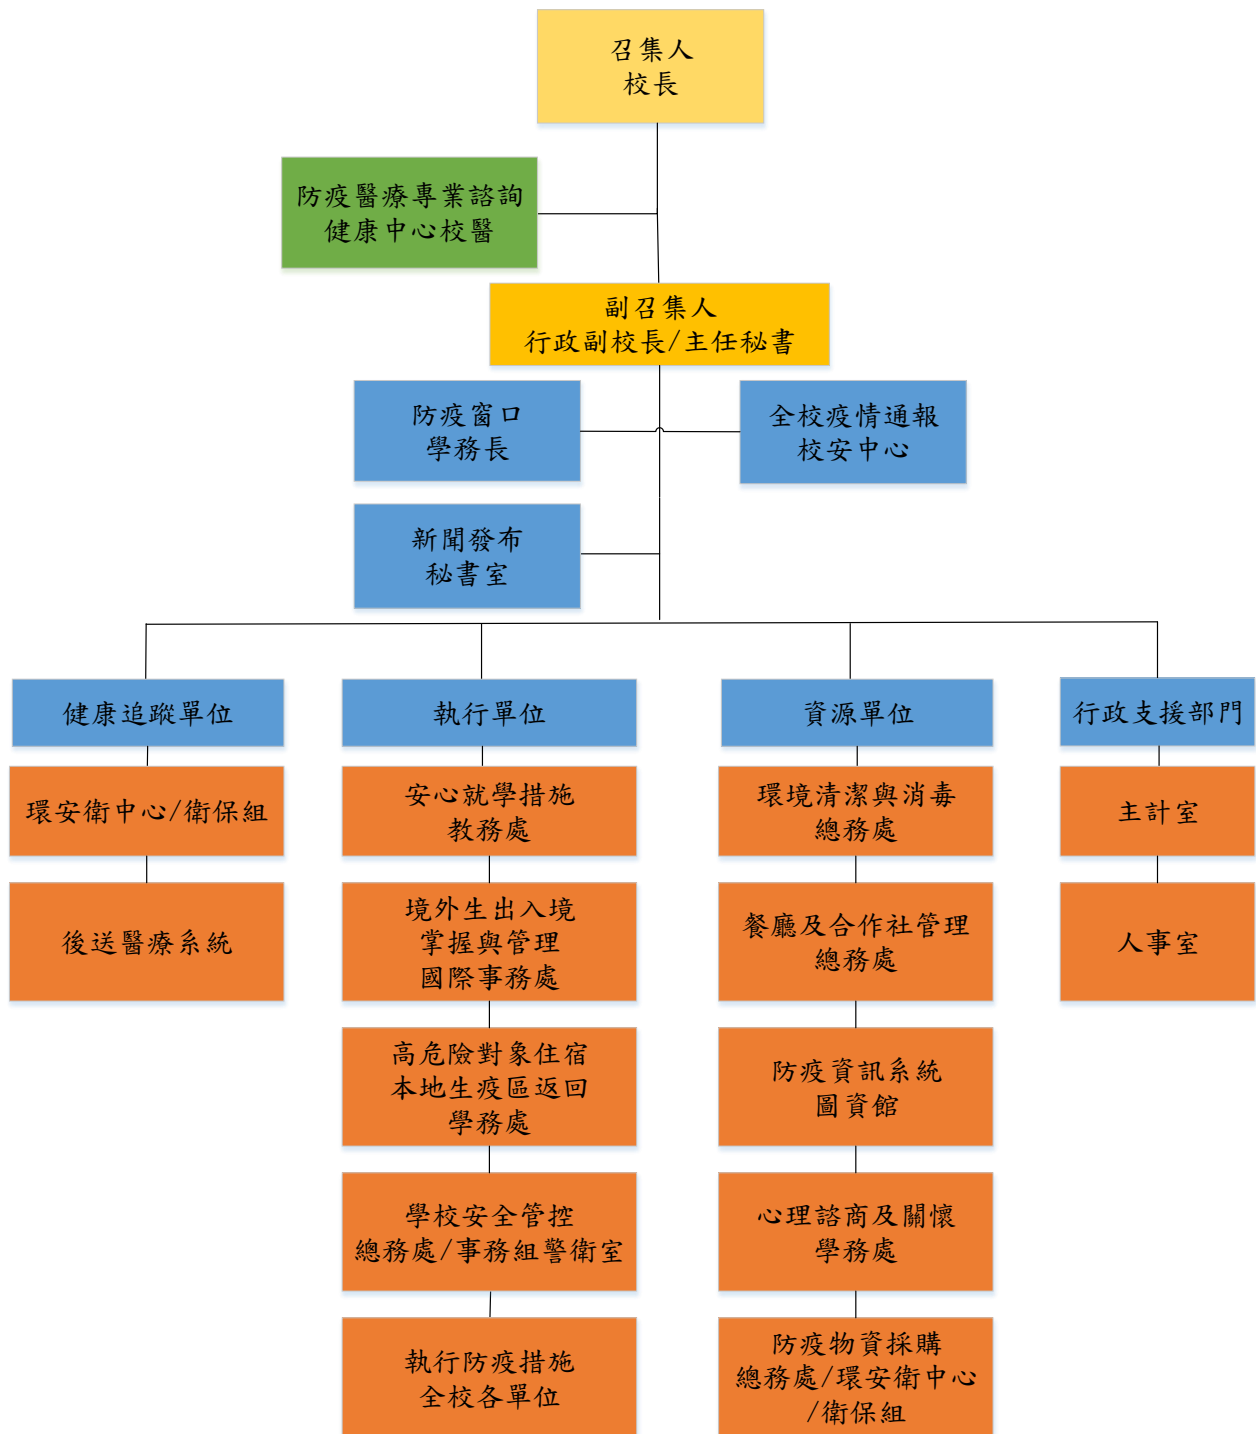 召集人
校長
防疫醫療專業諮詢
健康中心校醫
副召集人
行政副校長/主任秘書
防疫窗口
學務長
全校疫情通報
校安中心
新聞發布
秘書室
健康追蹤單位
執行單位
資源單位
行政支援部門
環安衛中心/衛保組
後送醫療系統
安心就學措施
教務處
境外生出入境
掌握與管理
國際事務處
高危險對象住宿
本地生疫區返回
學務處
學校安全管控
總務處/事務組警衛室
執行防疫措施
全校各單位
環境清潔與消毒
總務處
餐廳及合作社管理
總務處
防疫資訊系統
圖資館
心理諮商及關懷
學務處
防疫物資採購
總務處/環安衛中心
/衛保組
主計室
人事室